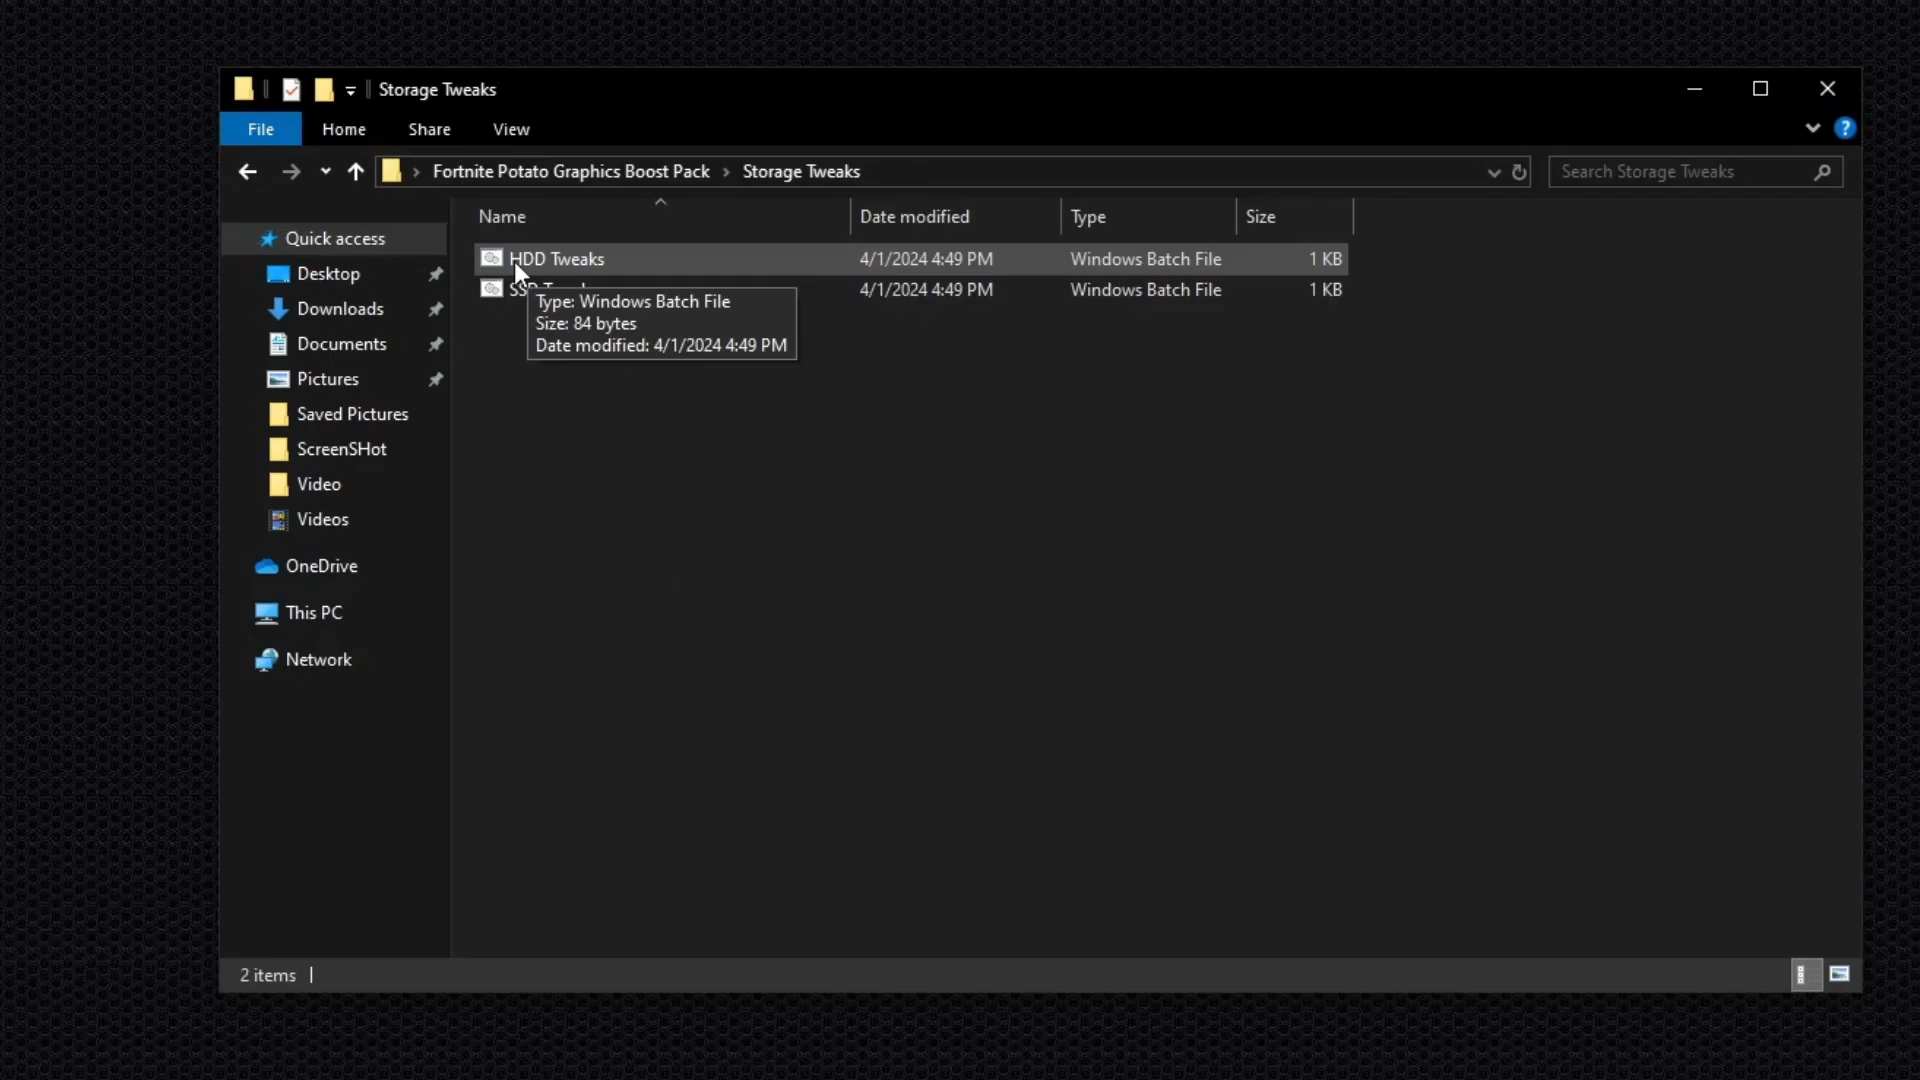 Storage Tweaks
File Home Share View
Fortnite Potato Graphics Boost Pack Storage Tweaks
Search Storage Tweaks
Name Date modified Type Size
HDD Tweaks 4/1/2024 4:49 PM Windows Batch File 1 KB
4/1/2024 4:49 PM Windows Batch File 1 KB
Type: Windows Batch File
Size: 84 bytes
Date modified: 4/1/2024 4:49 PM
Quick access
Desktop
Downloads
Documents
Pictures
Saved Pictures
ScreenSHot
Video
Videos
OneDrive
This PC
Network
2 items